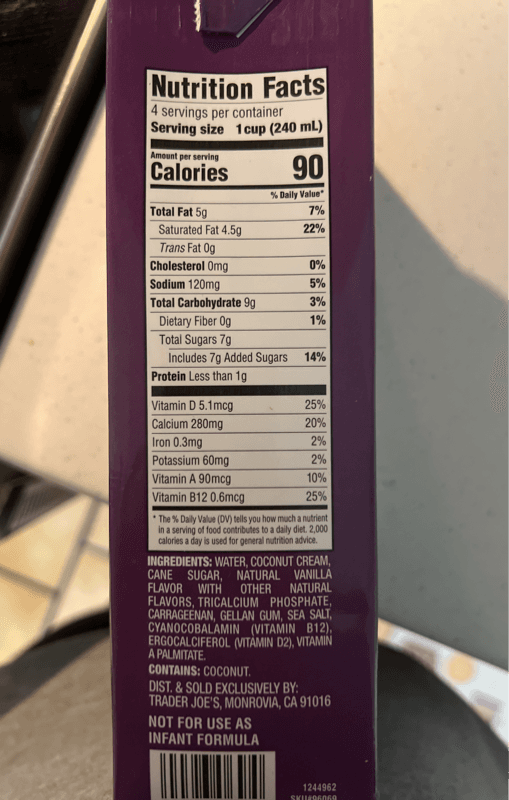 Nutrition Facts
4 servings per container
Serving size 1 cup (240 mL)
Amount per serving
Calories 90
% Daily Value*
Total Fat 5g 7%
Saturated Fat 4.5g 22%
Trans Fat 0g
Cholesterol 0mg 0%
Sodium 120mg 5%
Total Carbohydrate 9g 3%
Dietary Fiber 0g 1%
Total Sugars 7g
Includes 7g Added Sugars 14%
Protein Less than 1g
Vitamin D 5.1mcg 25%
Calcium 280mg 20%
Iron 0.3mg 2%
Potassium 60mg 2%
Vitamin A 90mcg 10%
Vitamin B12 0.6mcg 25%
* The % Daily Value (DV) tells you how much a nutrient
in a serving of food contributes to a daily diet. 2,000
calories a day is used for general nutrition advice.
INGREDIENTS: WATER, COCONUT CREAM,
CANE SUGAR, NATURAL VANILLA
FLAVOR WITH OTHER NATURAL
FLAVORS, TRICALCIUM PHOSPHATE,
CARRAGEENAN, GELLAN GUM, SEA SALT,
CYANOCOBALAMIN (VITAMIN B12),
ERGOCALCIFEROL (VITAMIN D2), VITAMIN
A PALMITATE.
CONTAINS: COCONUT.
DIST. & SOLD EXCLUSIVELY BY:
TRADER JOE'S, MONROVIA, CA 91016
NOT FOR USE AS
INFANT FORMULA
1244962